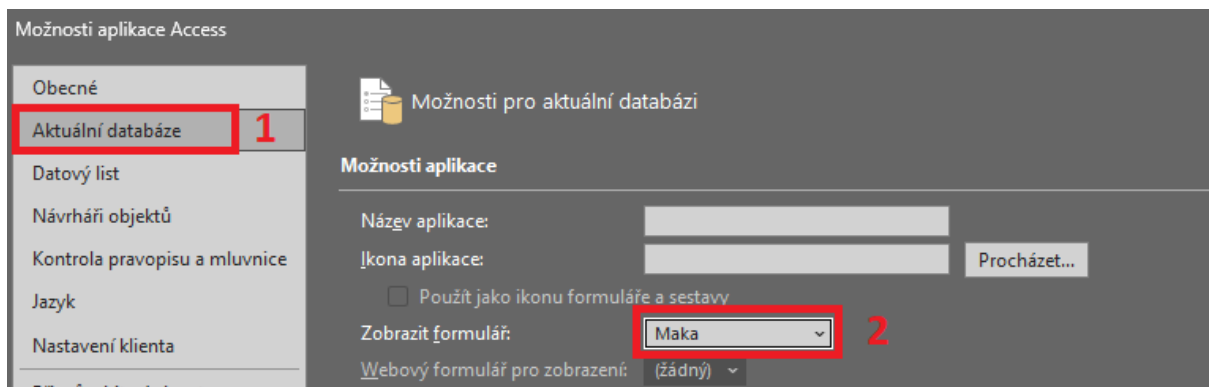 Možnosti aplikace Access
Obecné
Aktuální databáze 1
Datový list
Návrháři objektů
Kontrola pravopisu a mluvnice
Jazyk
Nastavení klienta
Možnosti pro aktuální databázi
Možnosti aplikace
Název aplikace:
Ikona aplikace: Procházet...
Použít jako ikonu formuláře a sestavy
Zobrazit formulář: Maka 2
Webový formulář pro zobrazení: (žádný)